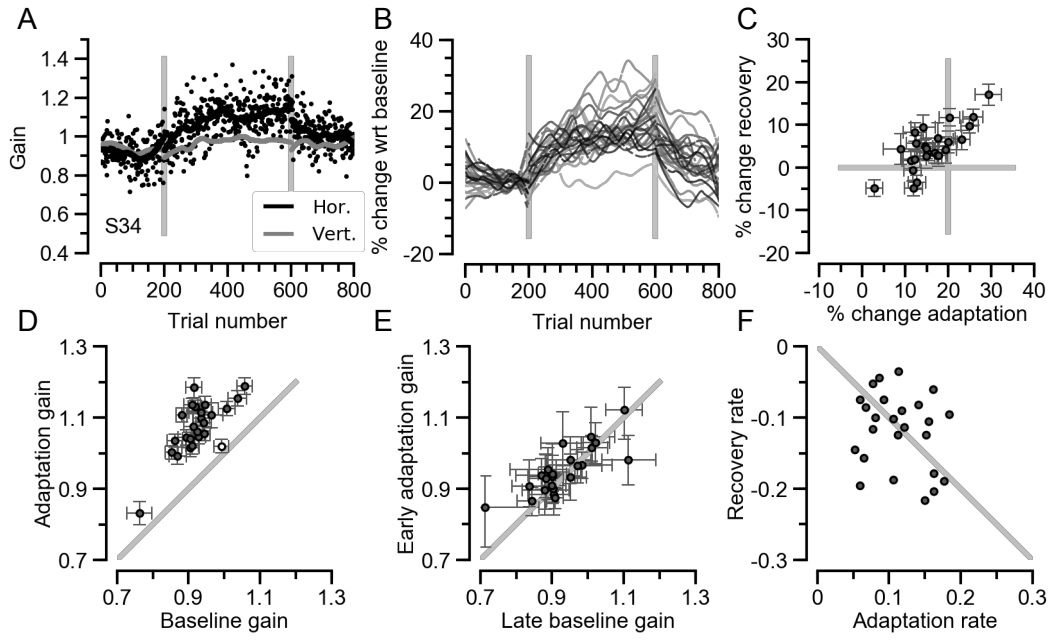 A
Gain
1.4
1.2
1
0.8
0.6
0.4
S34
Hor.
Vert.
0 200 400 600 800
Trial number
B
% change wrt baseline
40
20
0
-20
0 200 400 600 800
Trial number
C
% change recovery
30
20
10
0
-10
-20
-10 0 10 20 30 40
% change adaptation
D
Adaptation gain
1.3
1.1
0.9
0.7
0.7 0.9 1.1 1.3
Baseline gain
E
Early adaptation gain
1.3
1.1
0.9
0.7
0.7 0.9 1.1 1.3
Late baseline gain
F
Recovery rate
0
-0.1
-0.2
-0.3
0 0.1 0.2 0.3
Adaptation rate